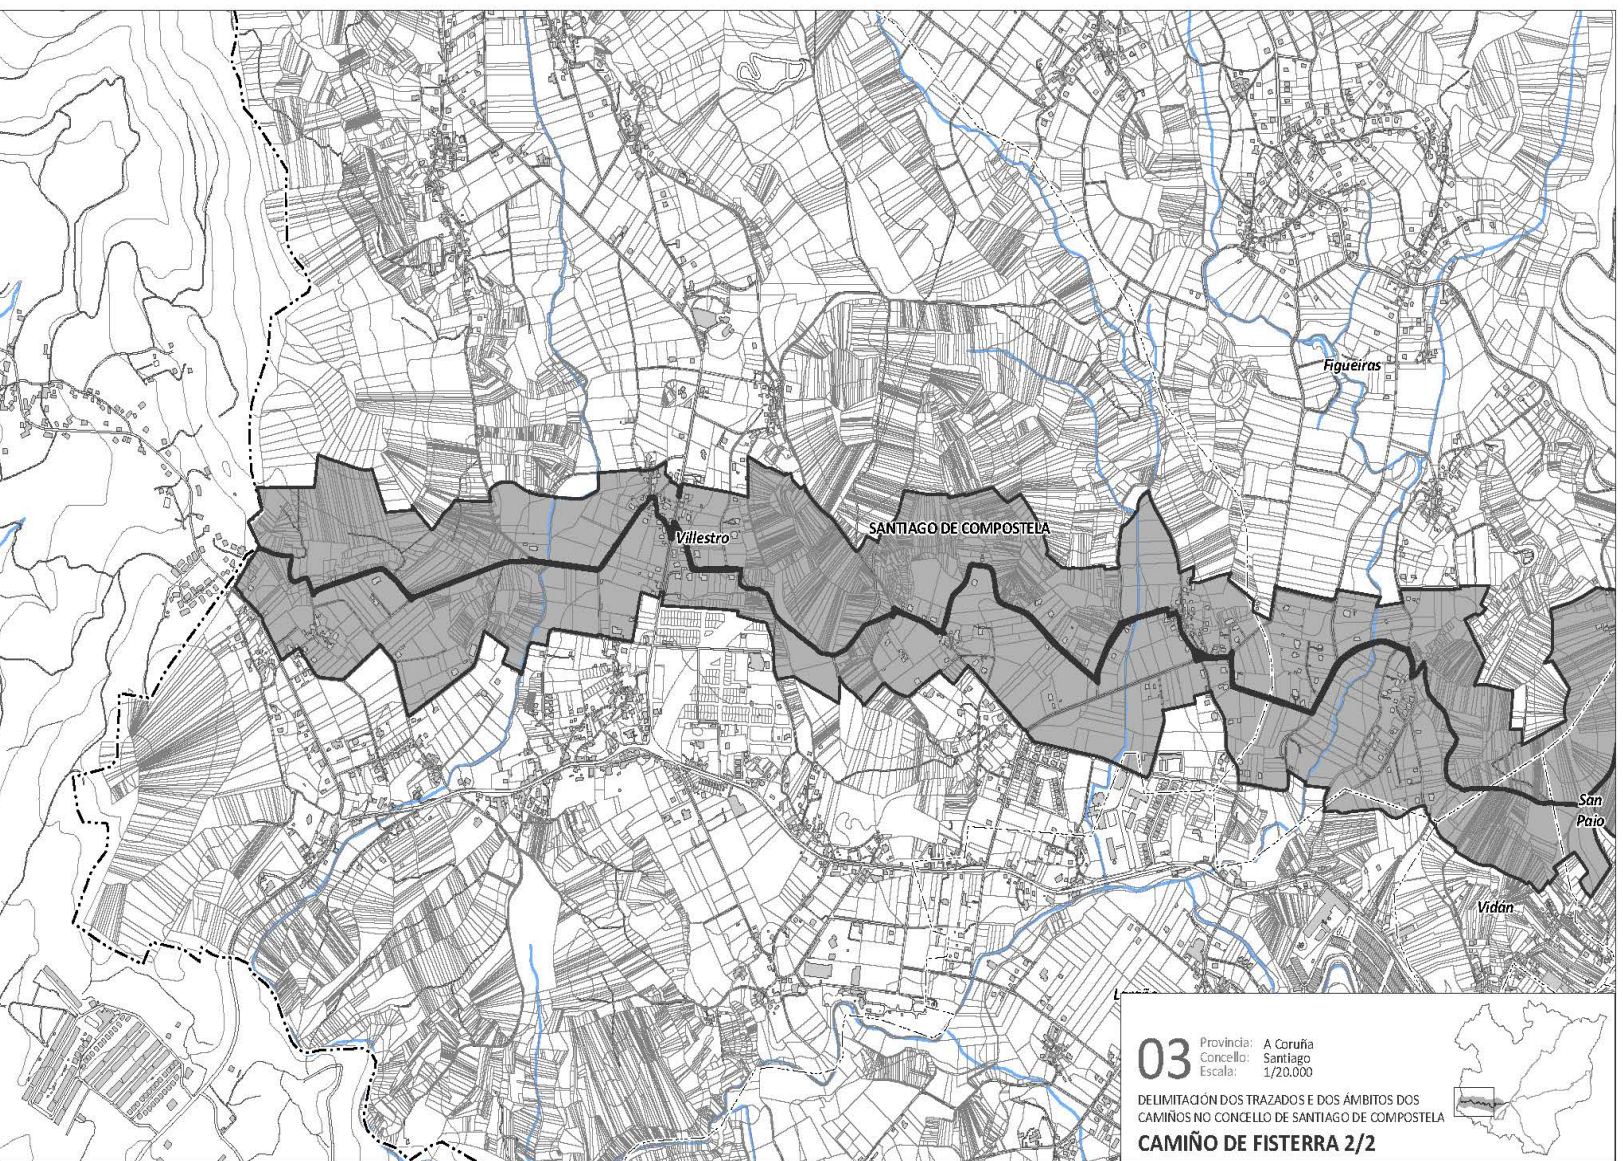 Figueiras
SANTIAGO DE COMPOSTELA
Villestro
San
Paio
Vidán
03
Provincia: A Coruña
Concello: Santiago
Escala: 1/20.000
DELIMITACIÓN DOS TRAZADOS E DOS ÁMBITOS DOS
CAMIÑOS NO CONCELLO DE SANTIAGO DE COMPOSTELA
CAMIÑO DE FISTERRA 2/2